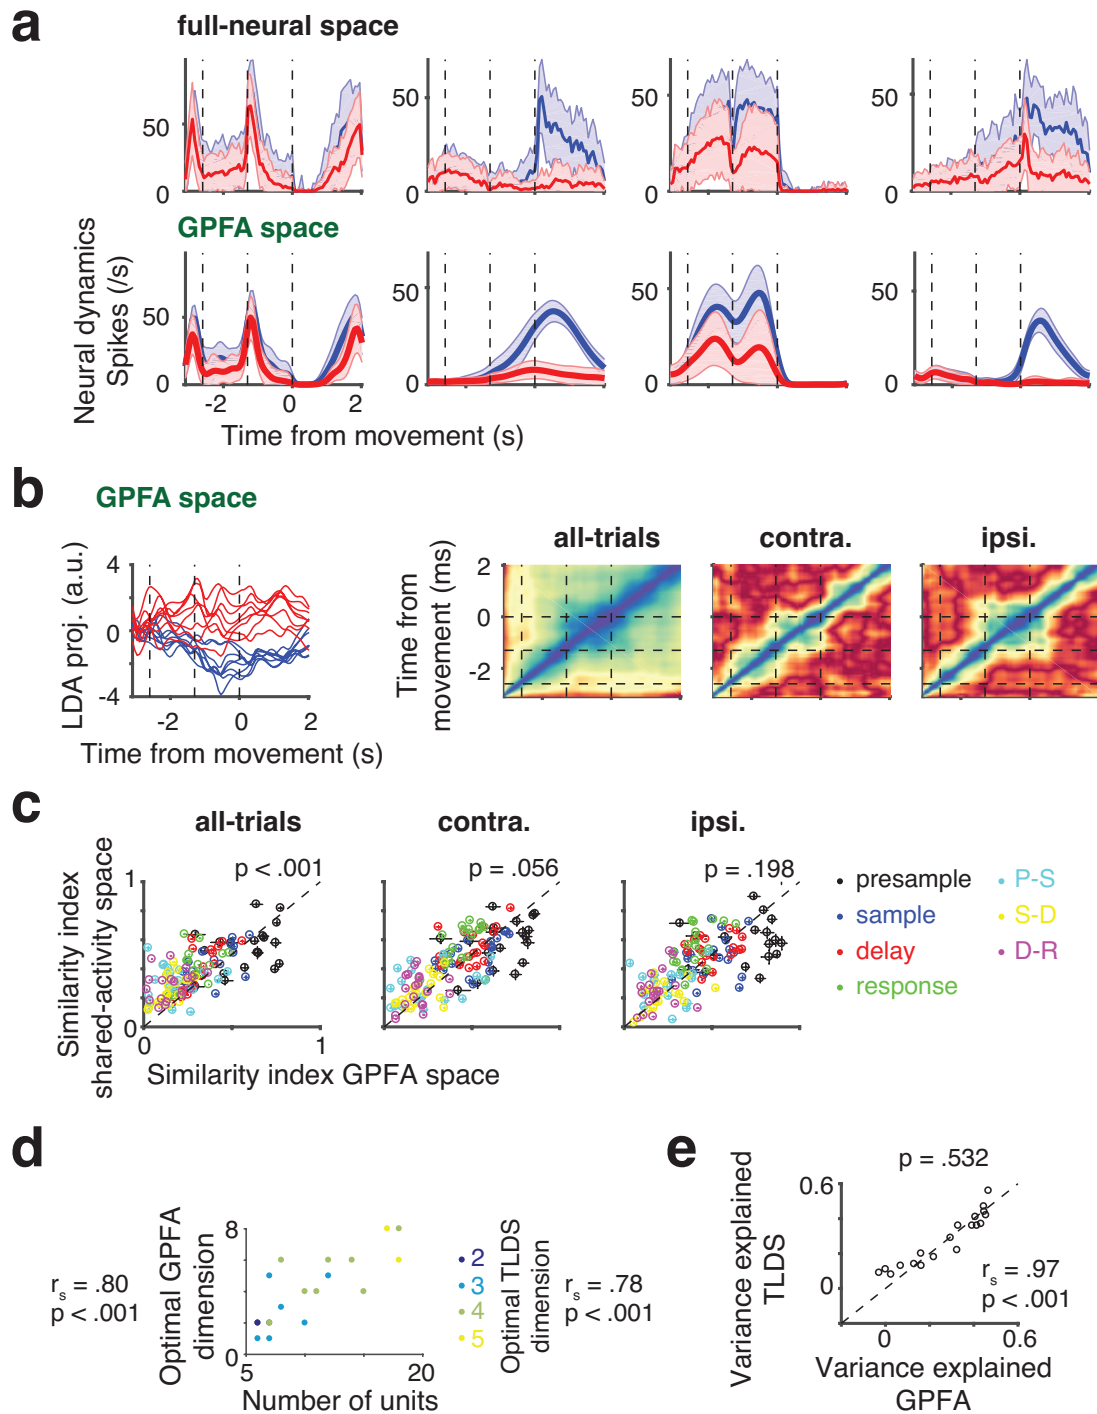 a
full-neural space
50
0
50
0
50
0
50
0
GPFA space
Neural dynamics
Spikes (/s)
50
0
50
0
50
0
50
0
-2
0
2
Time from movement (s)
b
GPFA space
LDA proj. (a.u.)
4
0
-4
-2
0
2
Time from movement (s)
all-trials
contra.
ipsi.
Time from
movement (ms)
2
0
-2
c
all-trials
contra.
ipsi.
p < .001
p = .056
p = .198
Similarity index
shared-activity space
1
0
0
1
Similarity index GPFA space
presample
sample
delay
response
P-S
S-D
D-R
d
r_s = .80
p < .001
Optimal GPFA
dimension
8
0
5
20
Number of units
2
3
4
5
Optimal TLDS
dimension
r_s = .78
p < .001
e
p = .532
Variance explained
TLDS
0.6
0
r_s = .97
p < .001
0
0.6
Variance explained
GPFA